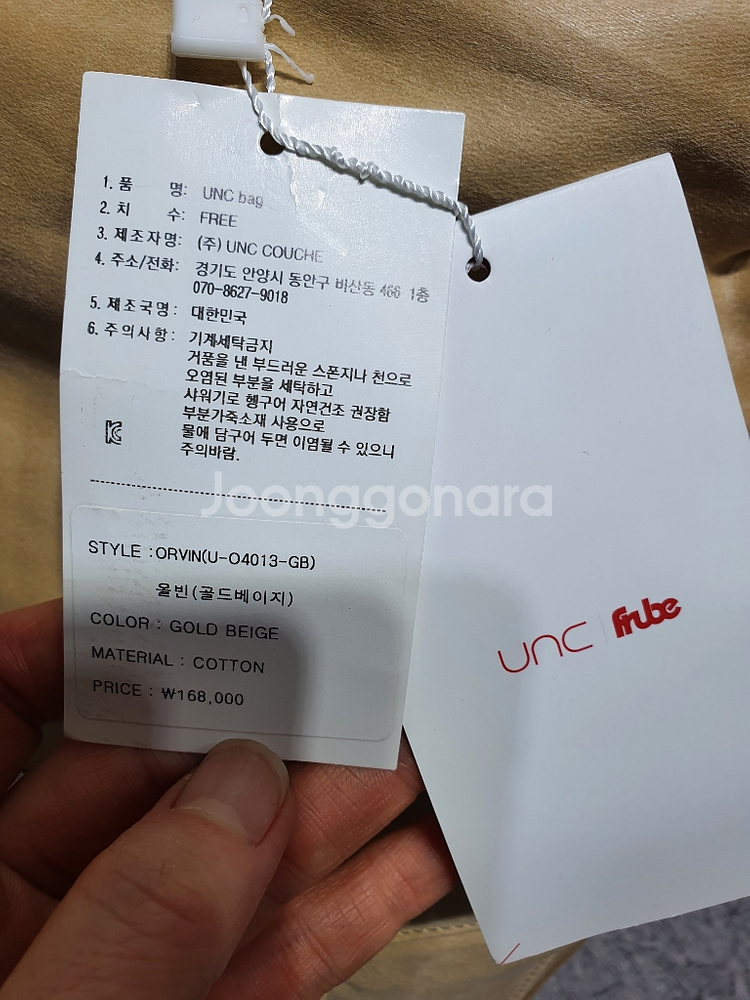 1. 품 명: UNC bag
2. 치 수: FREE
3. 제조자명: (주) UNC COUCHE
4. 주소/전화: 경기도 안양시 동안구 비산동 466 1층
070-8627-9018
5. 제조국명: 대한민국
6. 주의사항: 기계세탁금지
거품을 낸 부드러운 스폰지나 천으로
오염된 부분을 세탁하고
샤워기로 헹구어 자연건조 권장함
부분가죽소재 사용으로
물에 담구어 두면 이염될 수 있으니
주의바람.
Joonggonara
STYLE : ORVIN(U-O4013-GB)
울빈(골드베이지)
COLOR : GOLD BEIGE
MATERIAL : COTTON
PRICE : ₩168,000
unc | frube